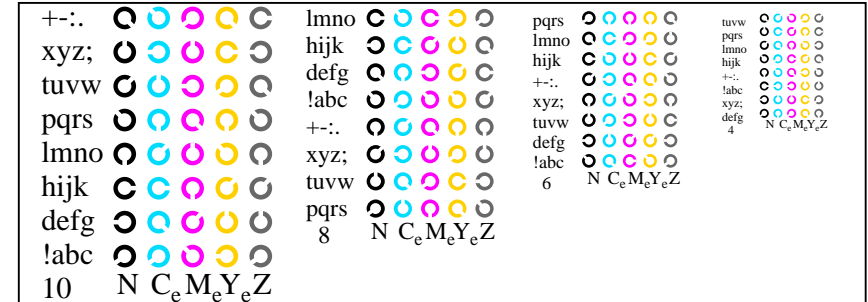 +-:.
xyz;
tuvw
pqrs
lmno
hijk
defg
!abc
10 N CeMeYeZ
lmno
hijk
defg
!abc
+-:.
xyz;
tuvw
pqrs
8 N CeMeYeZ
pqrs
lmno
hijk
+-:.
xyz;
tuvw
defg
!abc
6 N CeMeYeZ
tuvw
pqrs
lmno
hijk
+-:.
!abc
xyz;
defg
4 N CeMeYeZ